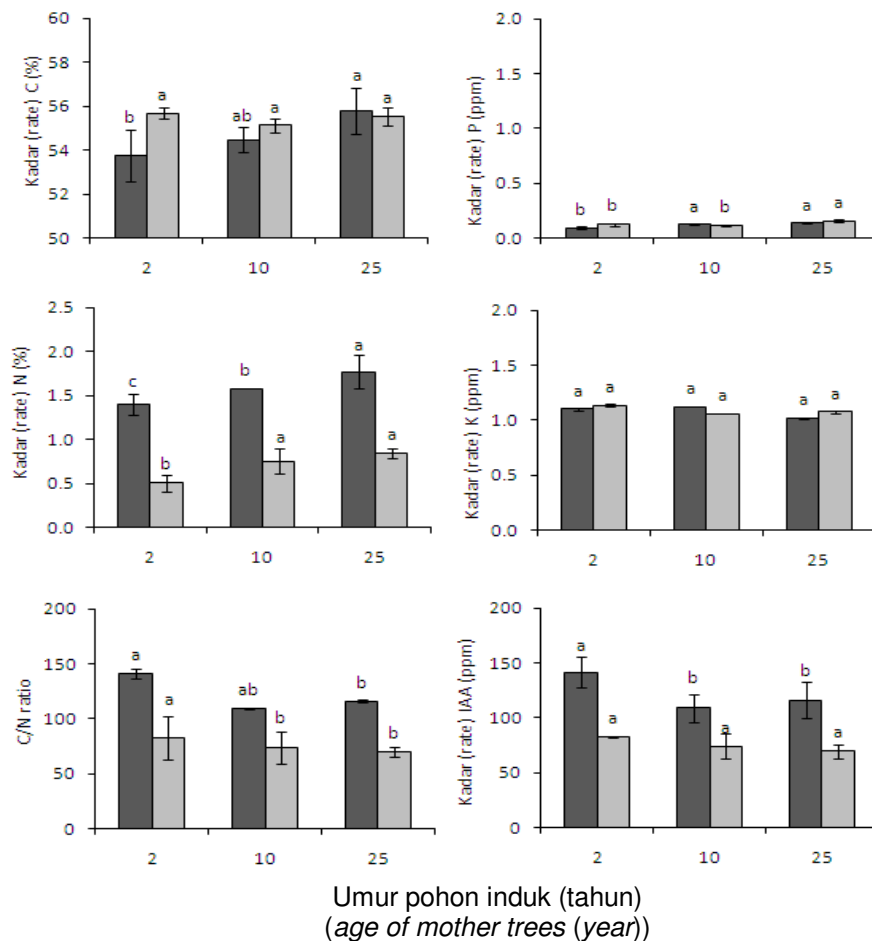 Kadar (rate) C (%)
60
58
56
54
52
50
b
a
ab
a
a
a
2
10
25
Kadar (rate) P (ppm)
2.0
1.5
1.0
0.5
0.0
b
b
a
b
a
a
2
10
25
Kadar (rate) N (%)
2.5
2.0
1.5
1.0
0.5
0.0
c
b
b
a
a
a
2
10
25
Kadar (rate) K (ppm)
2.0
1.5
1.0
0.5
0.0
a
a
a
a
a
a
2
10
25
C/N ratio
200
150
100
50
0
a
a
ab
b
b
b
2
10
25
Kadar (rate) IAA (ppm)
200
150
100
50
0
a
a
b
a
b
a
2
10
25
Umur pohon induk (tahun)
(age of mother trees (year))